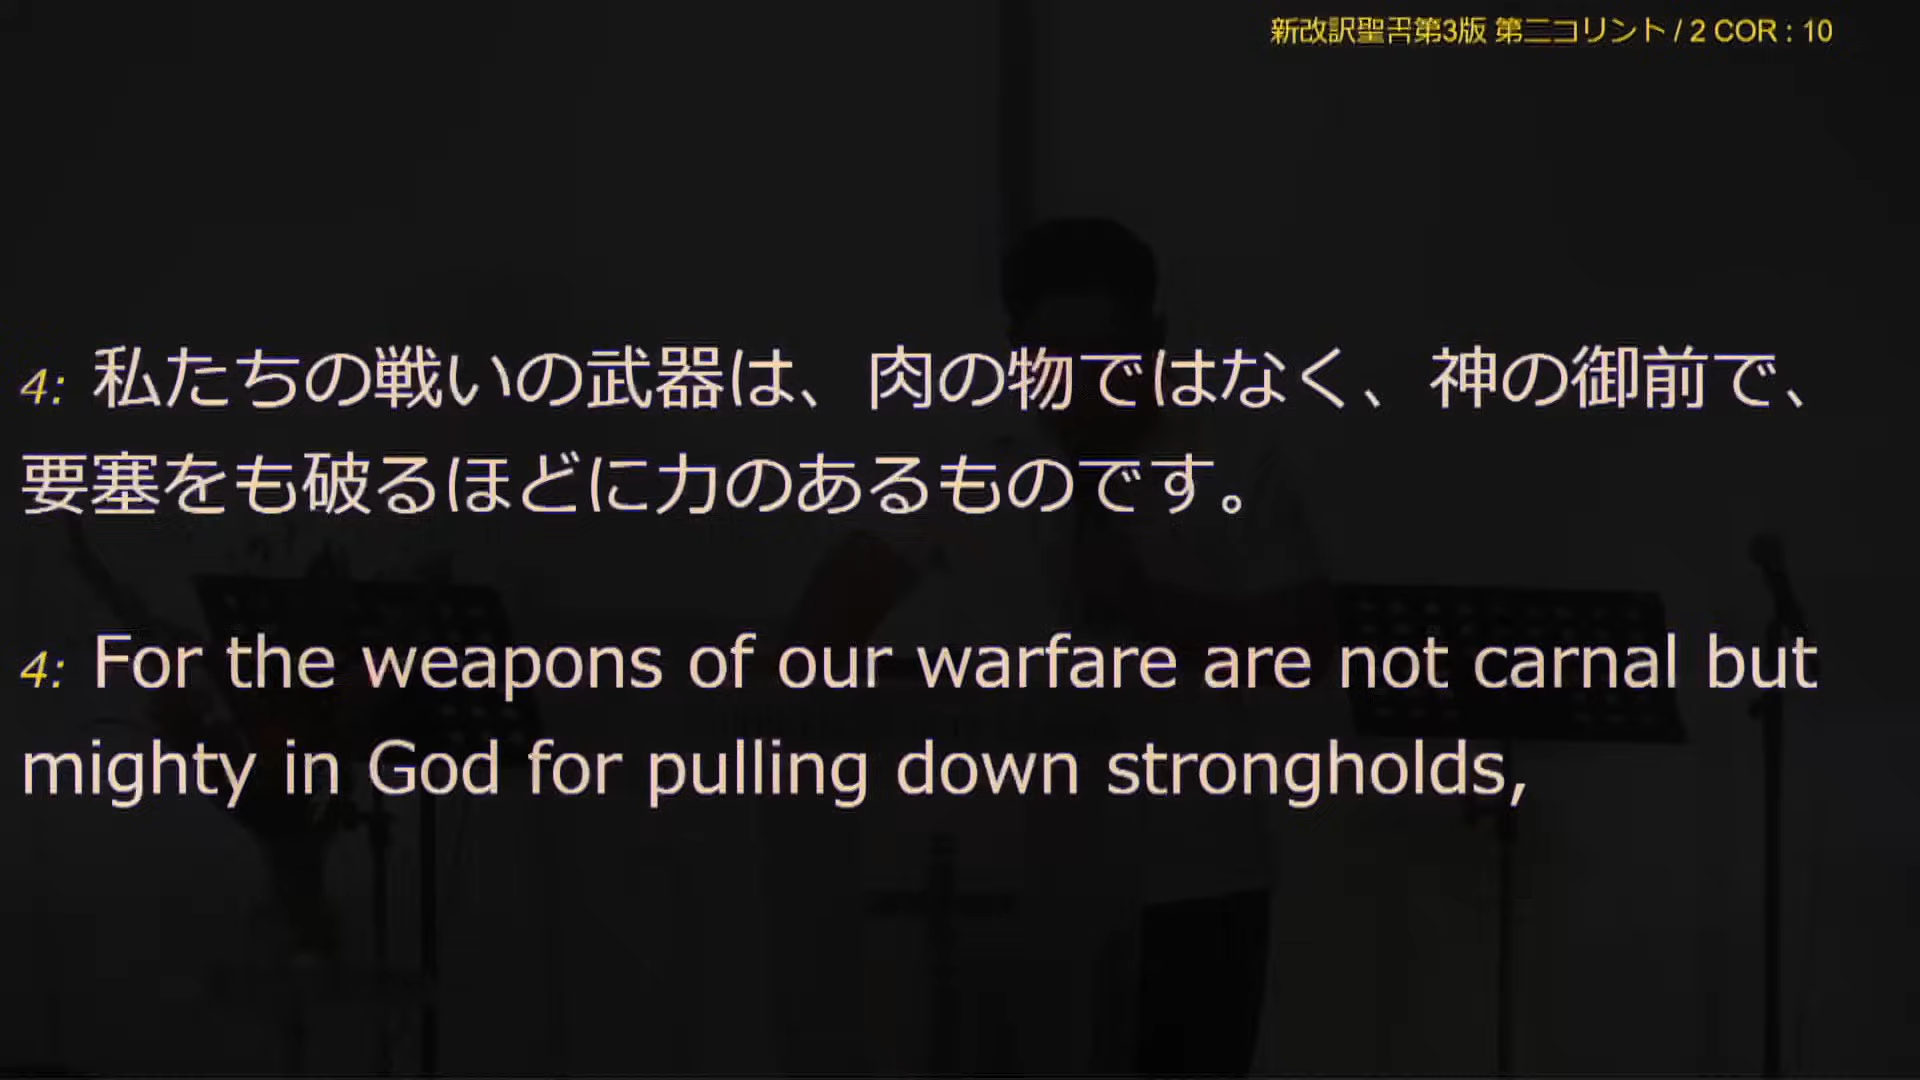 新改訳聖書第3版 第二コリント / 2 COR : 10
4: 私たちの戦いの武器は、肉の物ではなく、神の御前で、
要塞をも破るほどに力のあるものです。
4: For the weapons of our warfare are not carnal but
mighty in God for pulling down strongholds,